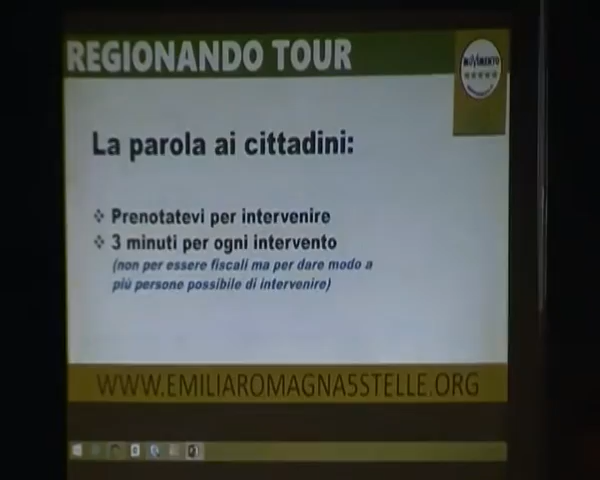 REGIONANDO TOUR
MOVIMENTO
La parola ai cittadini:
❖ Prenotatevi per intervenire
❖ 3 minuti per ogni intervento
(non per essere fiscali ma per dare modo a
più persone possibile di intervenire)
WWW.EMILIAROMAGNA5STELLE.ORG